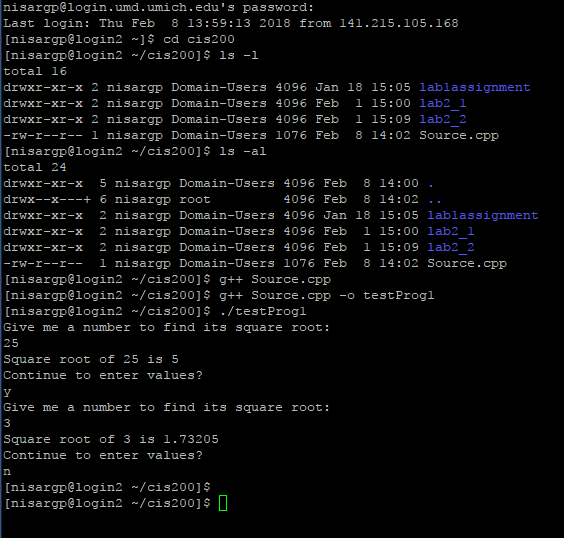 nisargp@login.umd.umich.edu's password:
Last login: Thu Feb  8 13:59:13 2018 from 141.215.105.168
[nisargp@login2 ~]$ cd cis200
[nisargp@login2 ~/cis200]$ ls -l
total 16
drwxr-xr-x 2 nisargp Domain-Users 4096 Jan 18 15:05 lab1assignment
drwxr-xr-x 2 nisargp Domain-Users 4096 Feb  1 15:00 lab2_1
drwxr-xr-x 2 nisargp Domain-Users 4096 Feb  1 15:09 lab2_2
-rw-r--r-- 1 nisargp Domain-Users 1076 Feb  8 14:02 Source.cpp
[nisargp@login2 ~/cis200]$ ls -al
total 24
drwxr-xr-x  5 nisargp Domain-Users 4096 Feb  8 14:00 .
drwx--x---+ 6 nisargp root         4096 Feb  8 14:02 ..
drwxr-xr-x  2 nisargp Domain-Users 4096 Jan 18 15:05 lab1assignment
drwxr-xr-x  2 nisargp Domain-Users 4096 Feb  1 15:00 lab2_1
drwxr-xr-x  2 nisargp Domain-Users 4096 Feb  1 15:09 lab2_2
-rw-r--r--  1 nisargp Domain-Users 1076 Feb  8 14:02 Source.cpp
[nisargp@login2 ~/cis200]$ g++ Source.cpp
[nisargp@login2 ~/cis200]$ g++ Source.cpp -o testProg1
[nisargp@login2 ~/cis200]$ ./testProg1
Give me a number to find its square root:
25
Square root of 25 is 5
Continue to enter values?
y
Give me a number to find its square root:
3
Square root of 3 is 1.73205
Continue to enter values?
n
[nisargp@login2 ~/cis200]$
[nisargp@login2 ~/cis200]$